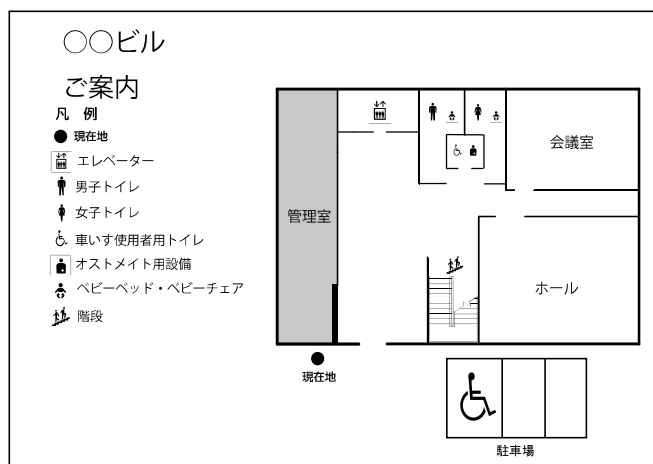 ○○ビル
ご案内
凡 例
現在地
エレベーター
男子トイレ
女子トイレ
車いす使用者用トイレ
オストメイト用設備
ベビーベッド・ベビーチェア
階段
会議室
管理室
ホール
現在地
駐車場